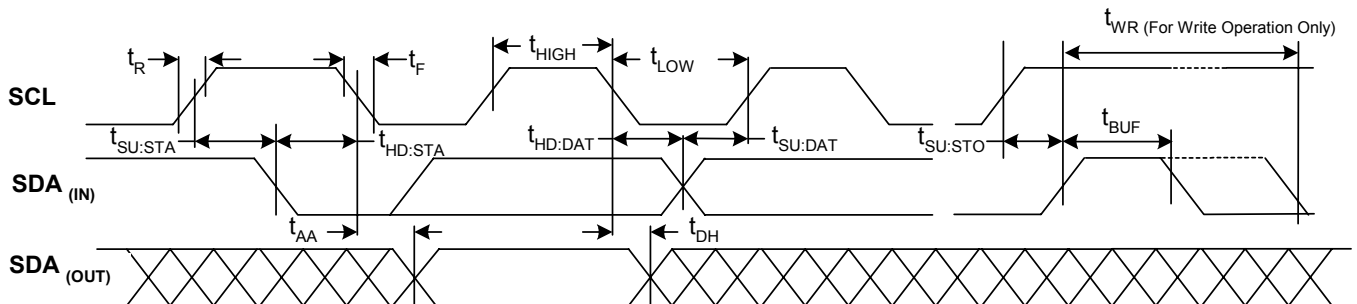 tWR (For Write Operation Only)
tR
tF
tHIGH
tLOW
SCL
tSU:STA
tHD:STA
tHD:DAT
tSU:DAT
tSU:STO
tBUF
SDA (IN)
tAA
tDH
SDA (OUT)